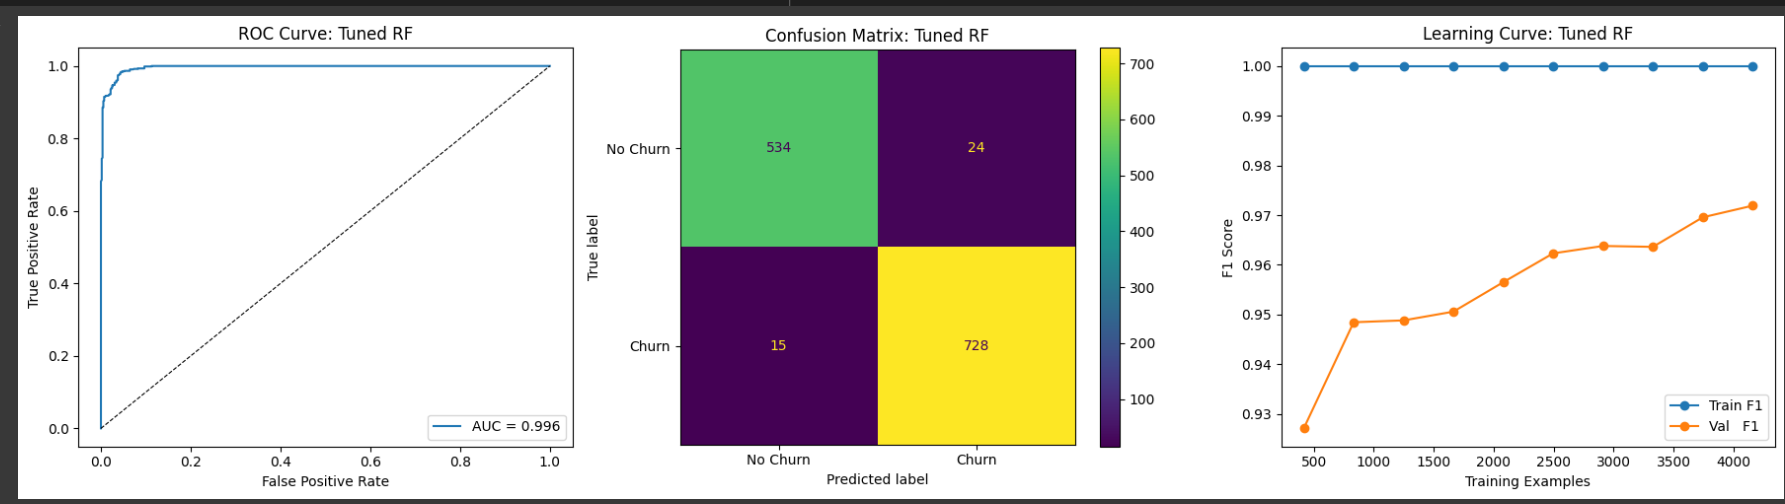 ROC Curve: Tuned RF
True Positive Rate
1.0
0.8
0.6
0.4
0.2
0.0
0.0 0.2 0.4 0.6 0.8 1.0
False Positive Rate
AUC = 0.996
Confusion Matrix: Tuned RF
True label
No Churn
Churn
534 24
15 728
No Churn Churn
Predicted label
700
600
500
400
300
200
100
Learning Curve: Tuned RF
F1 Score
1.00
0.99
0.98
0.97
0.96
0.95
0.94
0.93
500 1000 1500 2000 2500 3000 3500 4000
Training Examples
Train F1
Val F1